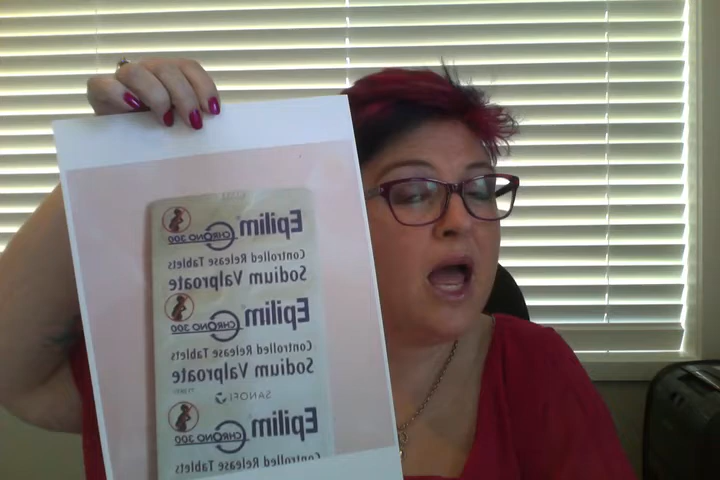 Epilim® CHRONO 300
Controlled Release Tablets
Sodium Valproate
Epilim® CHRONO 300
Controlled Release Tablets
Sodium Valproate
SANOFI
Epilim® CHRONO 300
Controlled Release Tablets